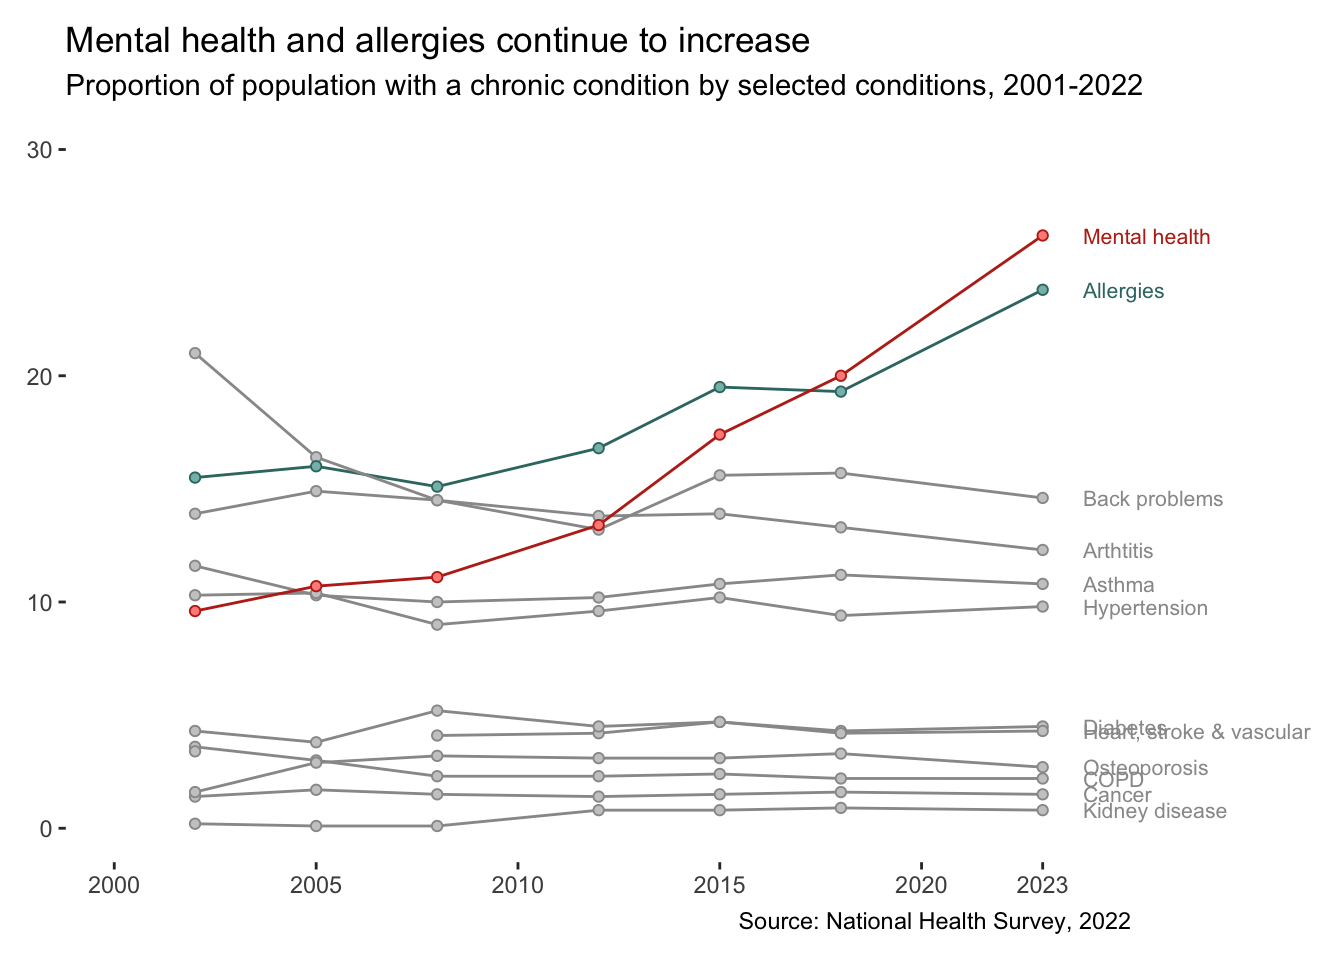 Mental health and allergies continue to increase
Proportion of population with a chronic condition by selected conditions, 2001-2022
30
20
10
0
Mental health
Allergies
Back problems
Arthtitis
Asthma
Hypertension
Diabetes
Heart, stroke & vascular
Osteoporosis
COPD
Cancer
Kidney disease
2000 2005 2010 2015 2020 2023
Source: National Health Survey, 2022